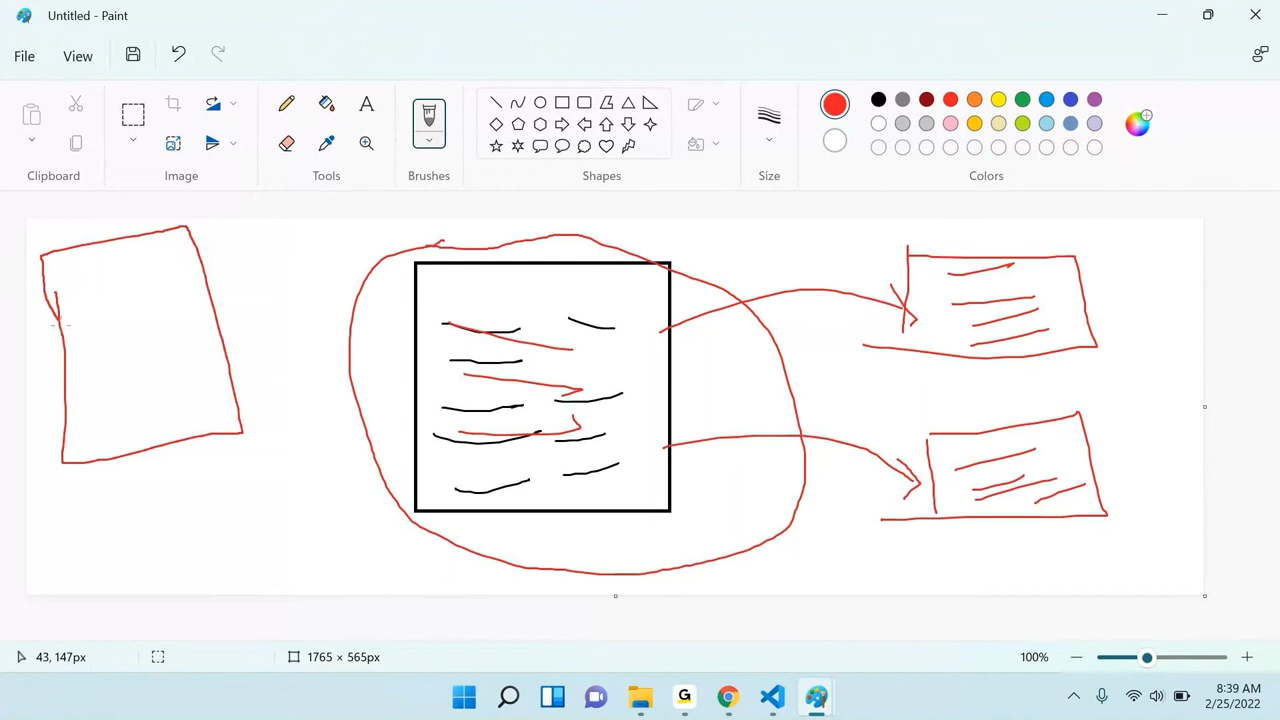 Untitled - Paint
File View
Clipboard Image Tools Brushes Shapes Size Colors
A
43, 147px
1765 × 565px
100%
G
8:39 AM
2/25/2022